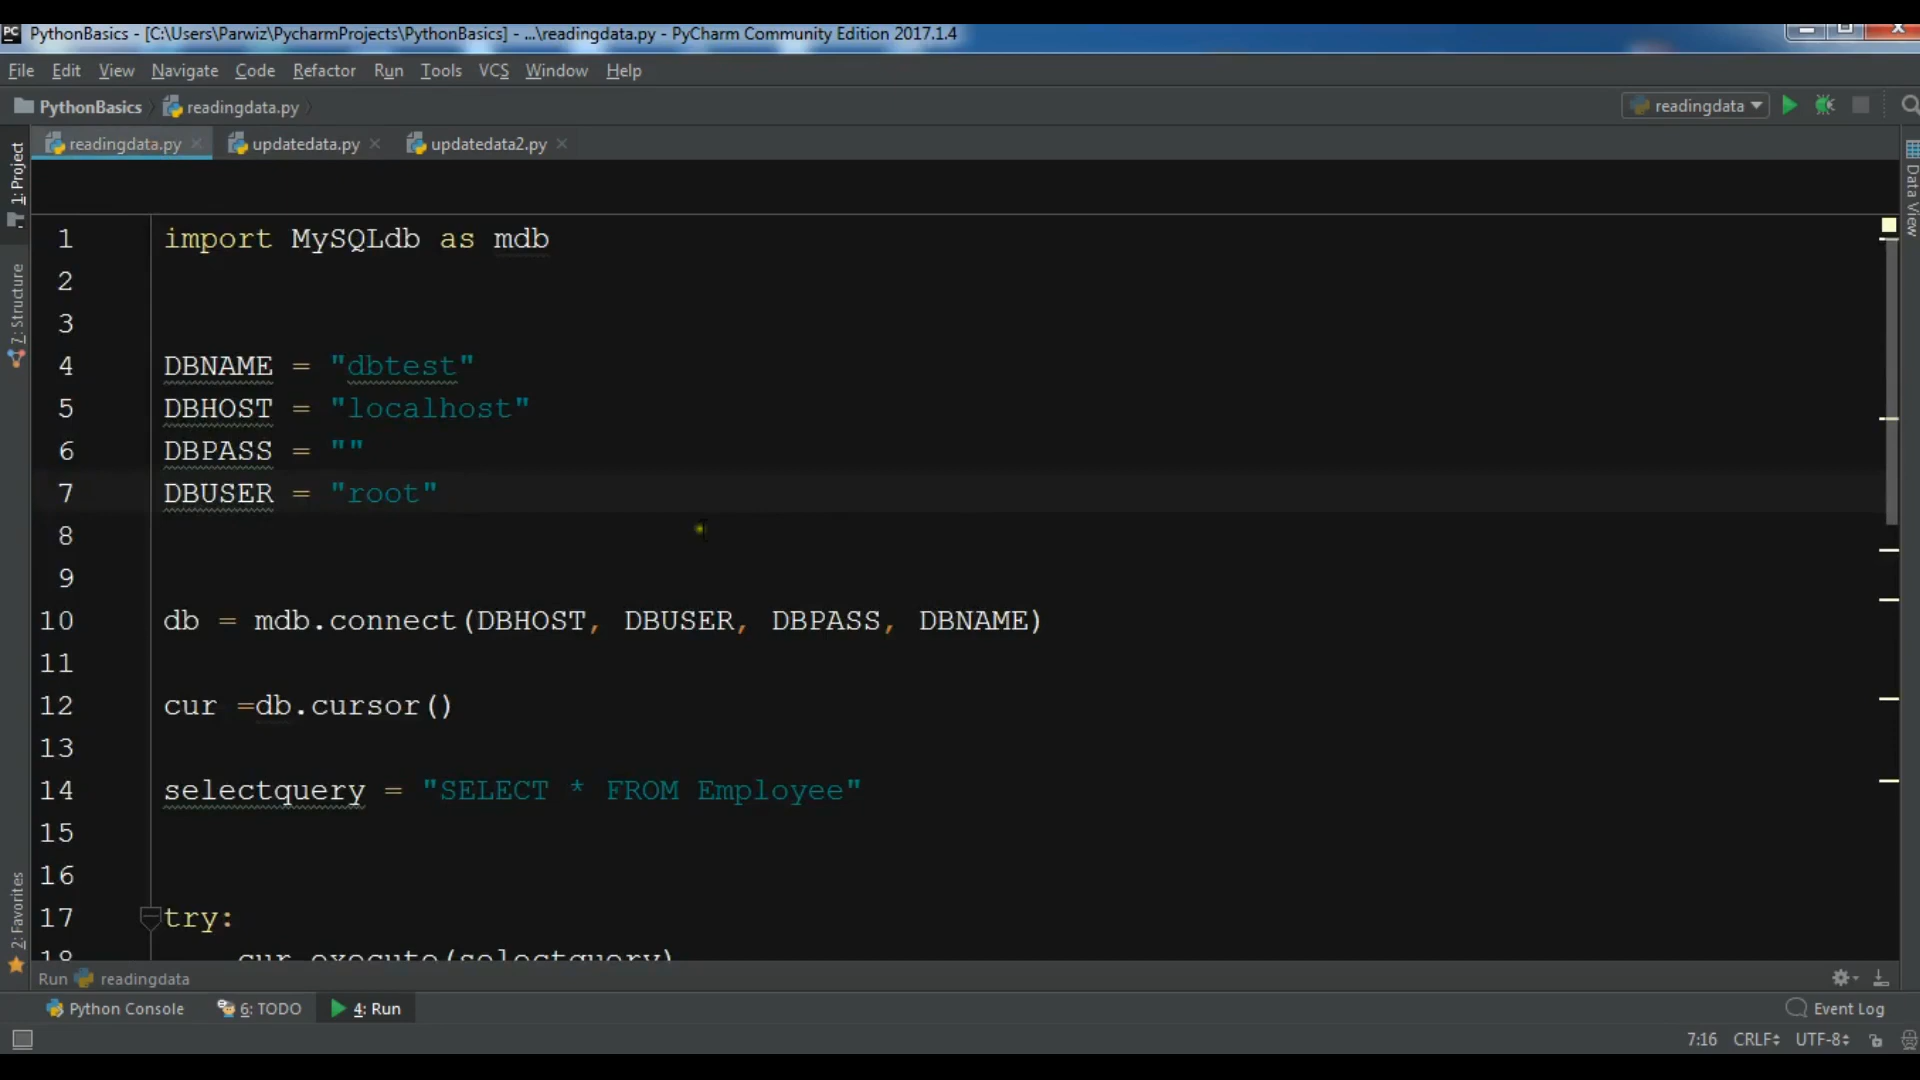 PythonBasics - [C:\Users\Parwiz\PycharmProjects\PythonBasics] - ...\readingdata.py - PyCharm Community Edition 2017.1.4
File Edit View Navigate Code Refactor Run Tools VCS Window Help
PythonBasics readingdata.py readingdata
readingdata.py updatedata.py updatedata2.py
1: Project
7: Structure
2: Favorites
Data View
1 import MySQLdb as mdb
2
3
4 DBNAME = "dbtest"
5 DBHOST = "localhost"
6 DBPASS = ""
7 DBUSER = "root"
8
9
10 db = mdb.connect(DBHOST, DBUSER, DBPASS, DBNAME)
11
12 cur =db.cursor()
13
14 selectquery = "SELECT * FROM Employee"
15
16
17 try:
18 cur.execute(selectquery)
Run readingdata
Python Console 6: TODO 4: Run Event Log
7:16 CRLF UTF-8